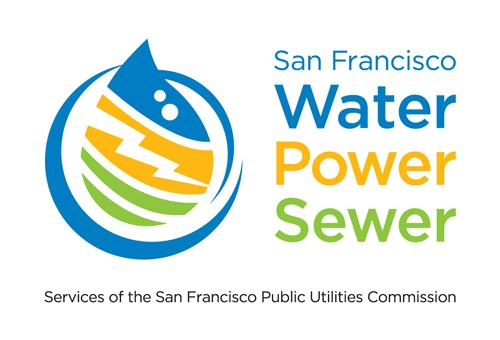 San Francisco
Water
Power
Sewer
Services of the San Francisco Public Utilities Commission